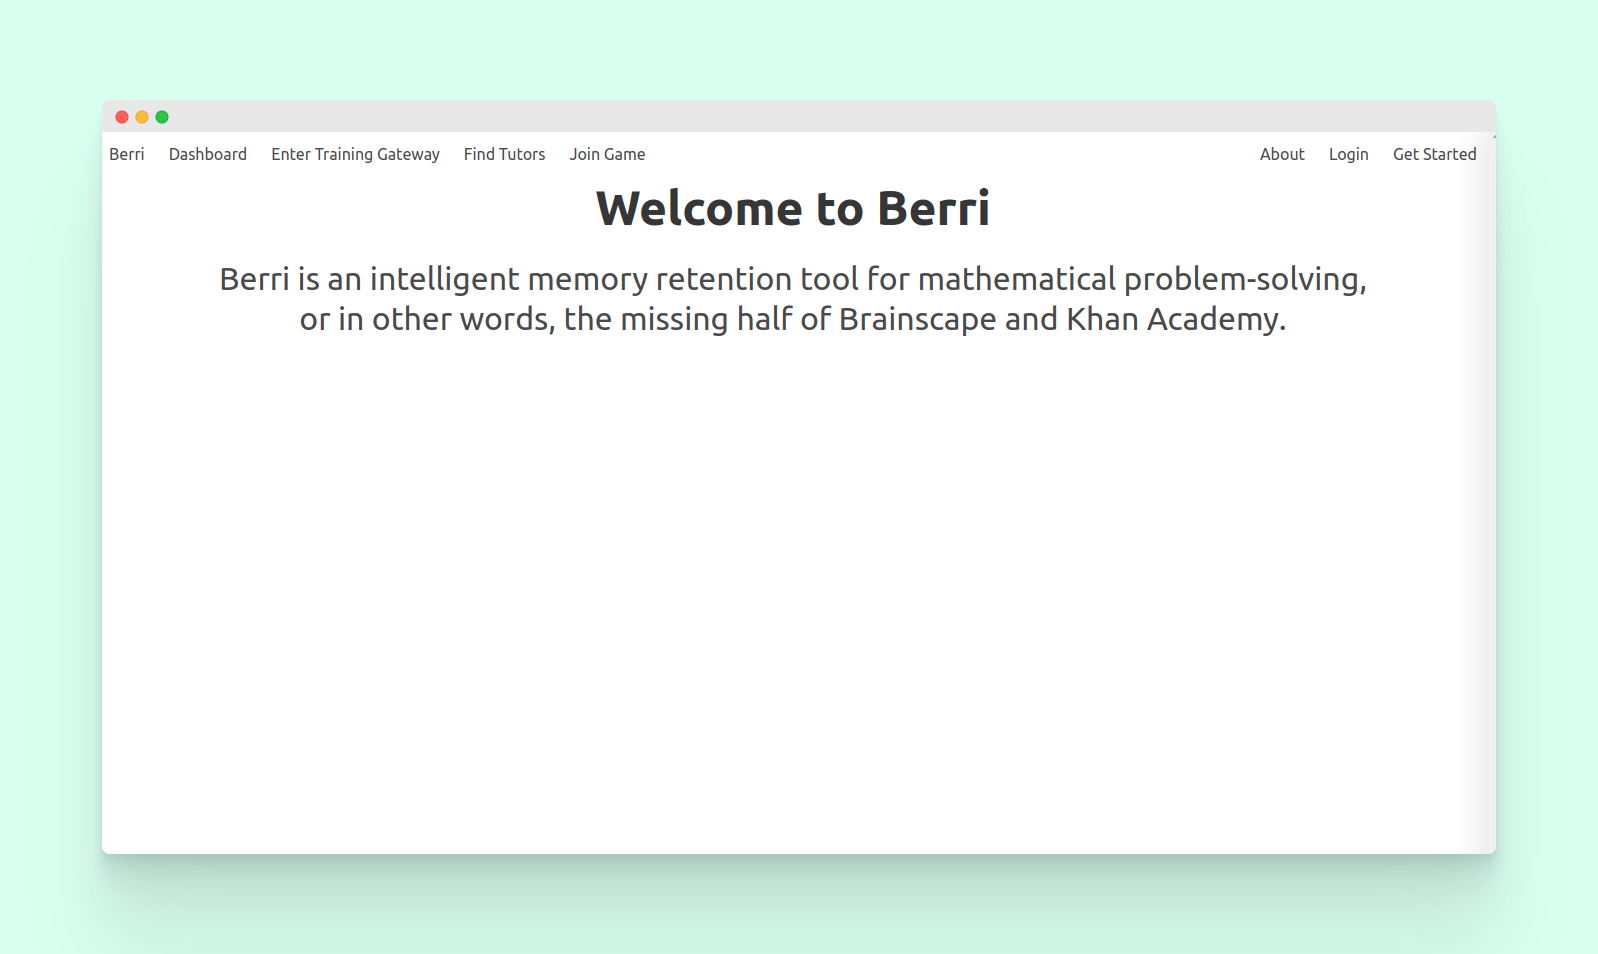 Berri Dashboard Enter Training Gateway Find Tutors Join Game About Login Get Started
Welcome to Berri
Berri is an intelligent memory retention tool for mathematical problem-solving,
or in other words, the missing half of Brainscape and Khan Academy.